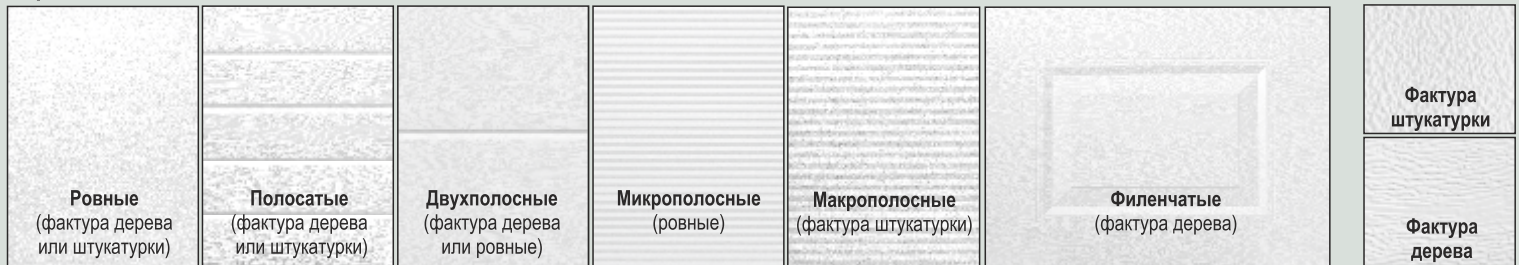 Ровные
(фактура дерева
или штукатурки)
Полосатые
(фактура дерева
или штукатурки)
Двухполосные
(фактура дерева
или ровные)
Микрополосные
(ровные)
Макрополосные
(фактура штукатурки)
Филенчатые
(фактура дерева)
Фактура
штукатурки
Фактура
дерева